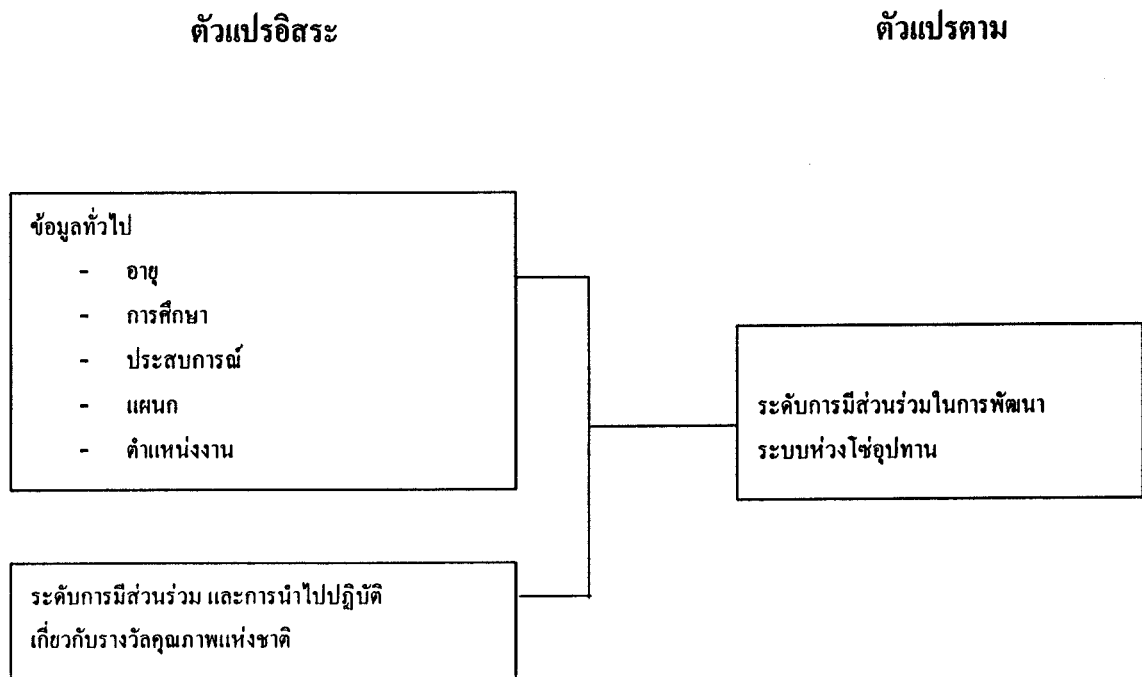 ตัวแปรอิสระ
ตัวแปรตาม
ข้อมูลทั่วไป
- อายุ
- การศึกษา
- ประสบการณ์
- แผนก
- ตำแหน่งงาน
ระดับการมีส่วนร่วมในการพัฒนา
ระบบห่วงโซ่อุปทาน
ระดับการมีส่วนร่วม และการนำไปปฏิบัติ
เกี่ยวกับรางวัลคุณภาพแห่งชาติ